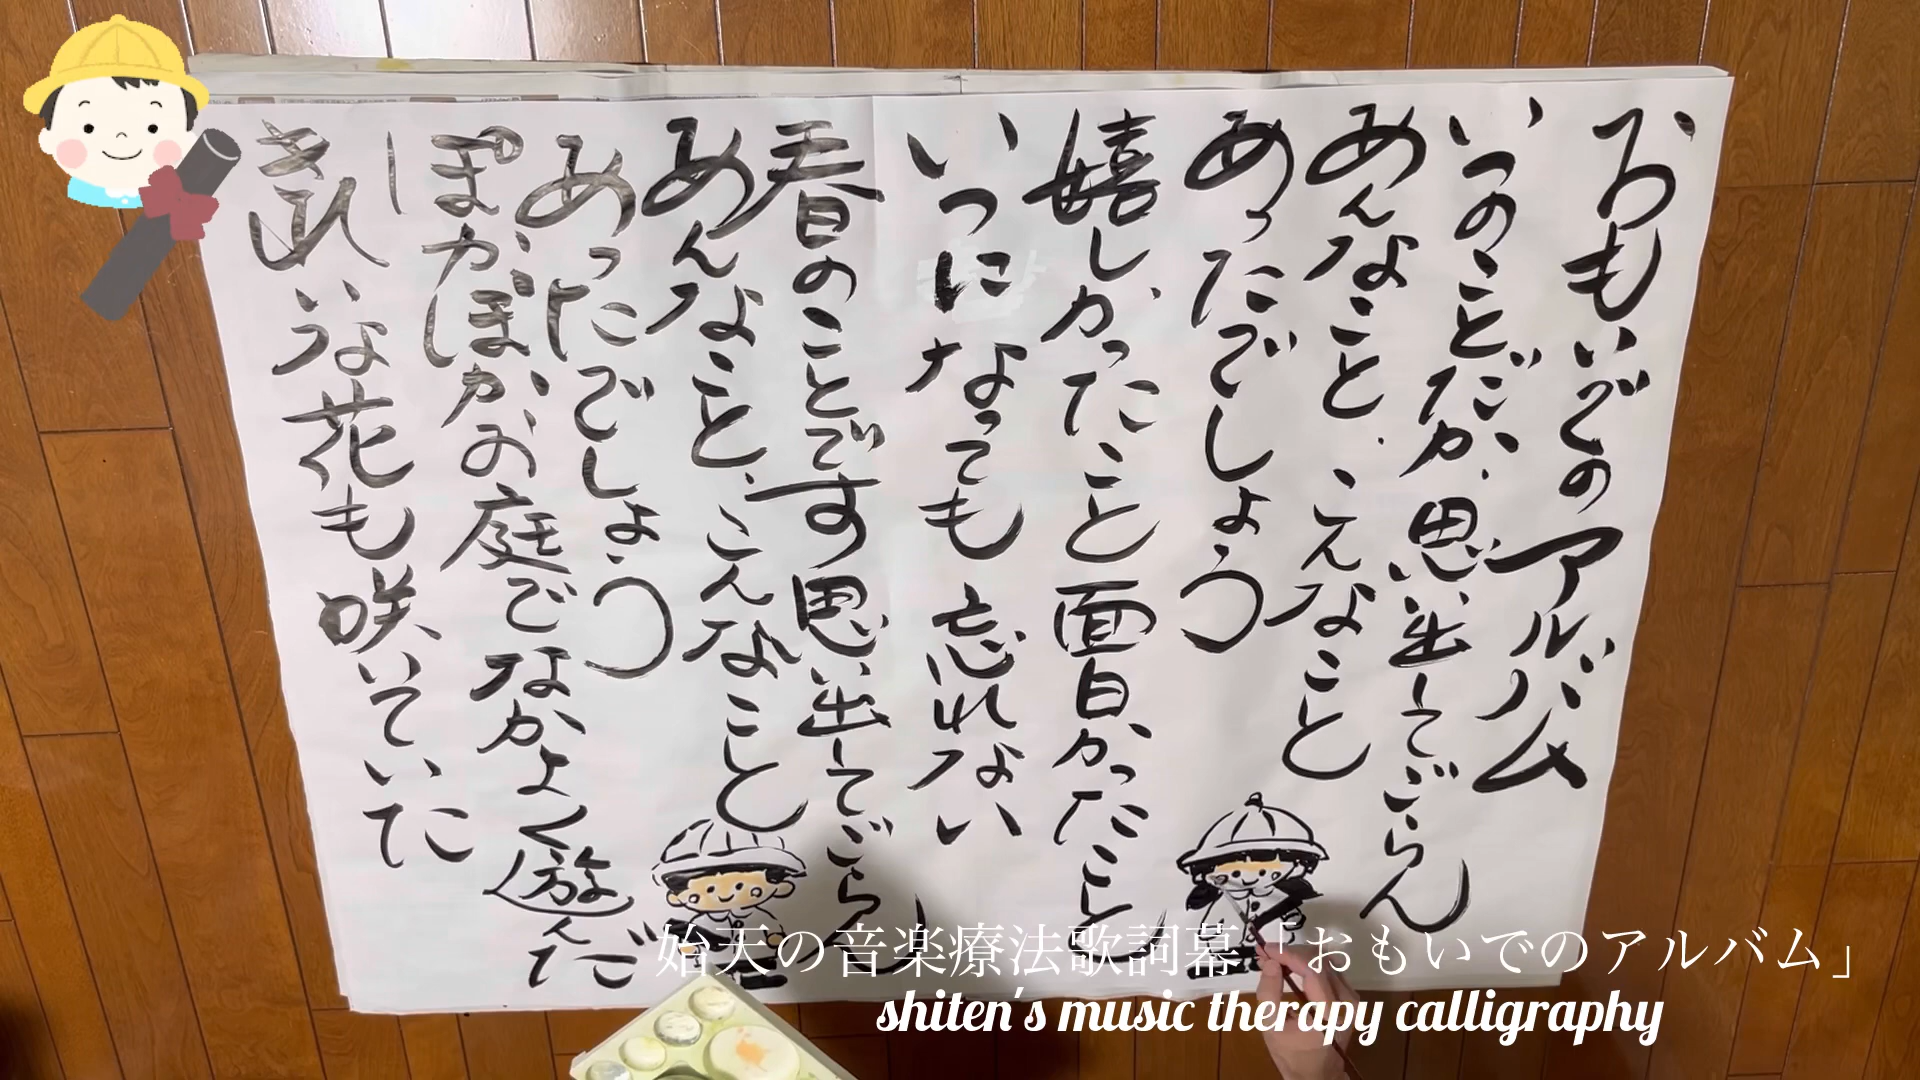 おもいでのアルバム
いつのことだか、思い出してごらん
あんなこと、こんなこと
あったでしょう
嬉しかったこと面白かったこと
いつになっても忘れない
春のことです思い出してごらん
あんなこと、こんなこと
あったでしょう
ぽかぽかお庭でなかよく遊んだ
きれいな花も咲いていた
始天の音楽療法歌詞幕「おもいでのアルバム」
shiten's music therapy calligraphy